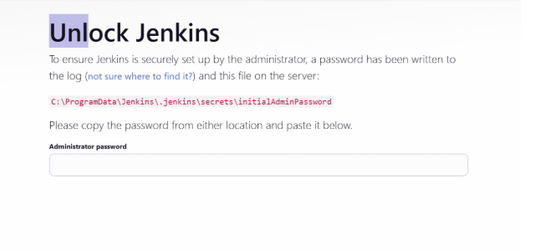 Unlock Jenkins
To ensure Jenkins is securely set up by the administrator, a password has been written to
the log (not sure where to find it?) and this file on the server:
C:\ProgramData\Jenkins\.jenkins\secrets\initialAdminPassword
Please copy the password from either location and paste it below.
Administrator password